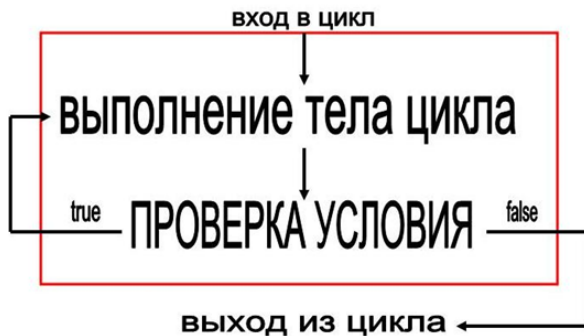 вход в цикл
выполнение тела цикла
true ПРОВЕРКА УСЛОВИЯ false
выход из цикла